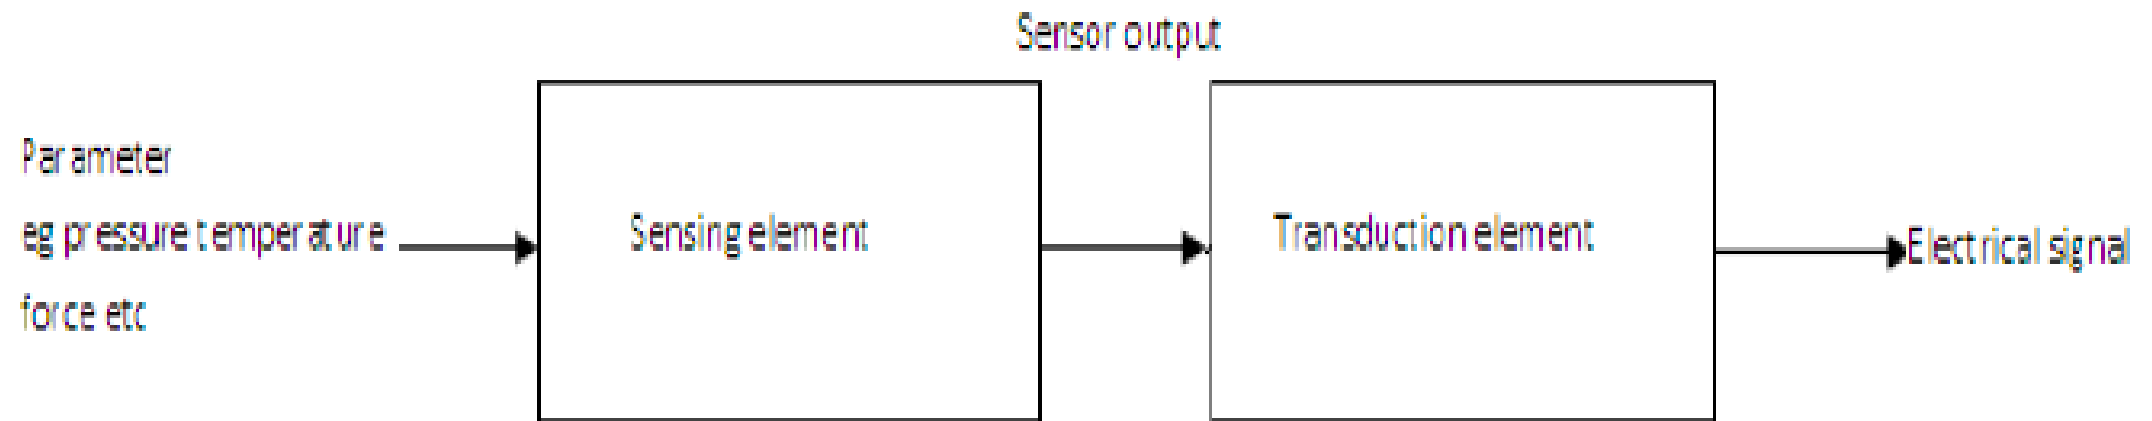 Sensor output
Parameter
eg pressure temperature
force etc
Sensing element
Transduction element
Electrical signal